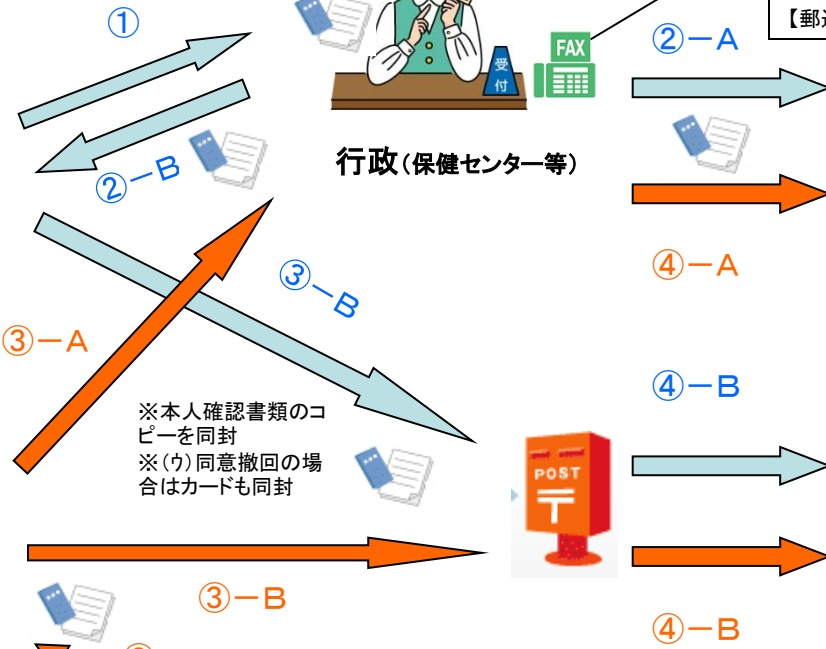 ①
FAX
受
付
②－A
【郵送
②－B
行政(保健センター等)
④－A
③－B
③－A
④－B
※本人確認書類のコ
ピーを同封
※(ウ)同意撤回の場
合はカードも同封
POST
〒
③－B
④－B